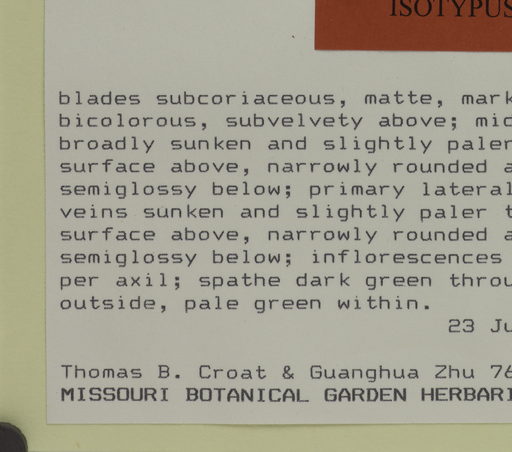 ISOTYPUS
blades subcoriaceous, matte, mark
bicolorous, subvelvety above; mid
broadly sunken and slightly paler
surface above, narrowly rounded a
semiglossy below; primary lateral
veins sunken and slightly paler t
surface above, narrowly rounded a
semiglossy below; inflorescences
per axil; spathe dark green throu
outside, pale green within.
23 Ju
Thomas B. Croat & Guanghua Zhu 76
MISSOURI BOTANICAL GARDEN HERBARI